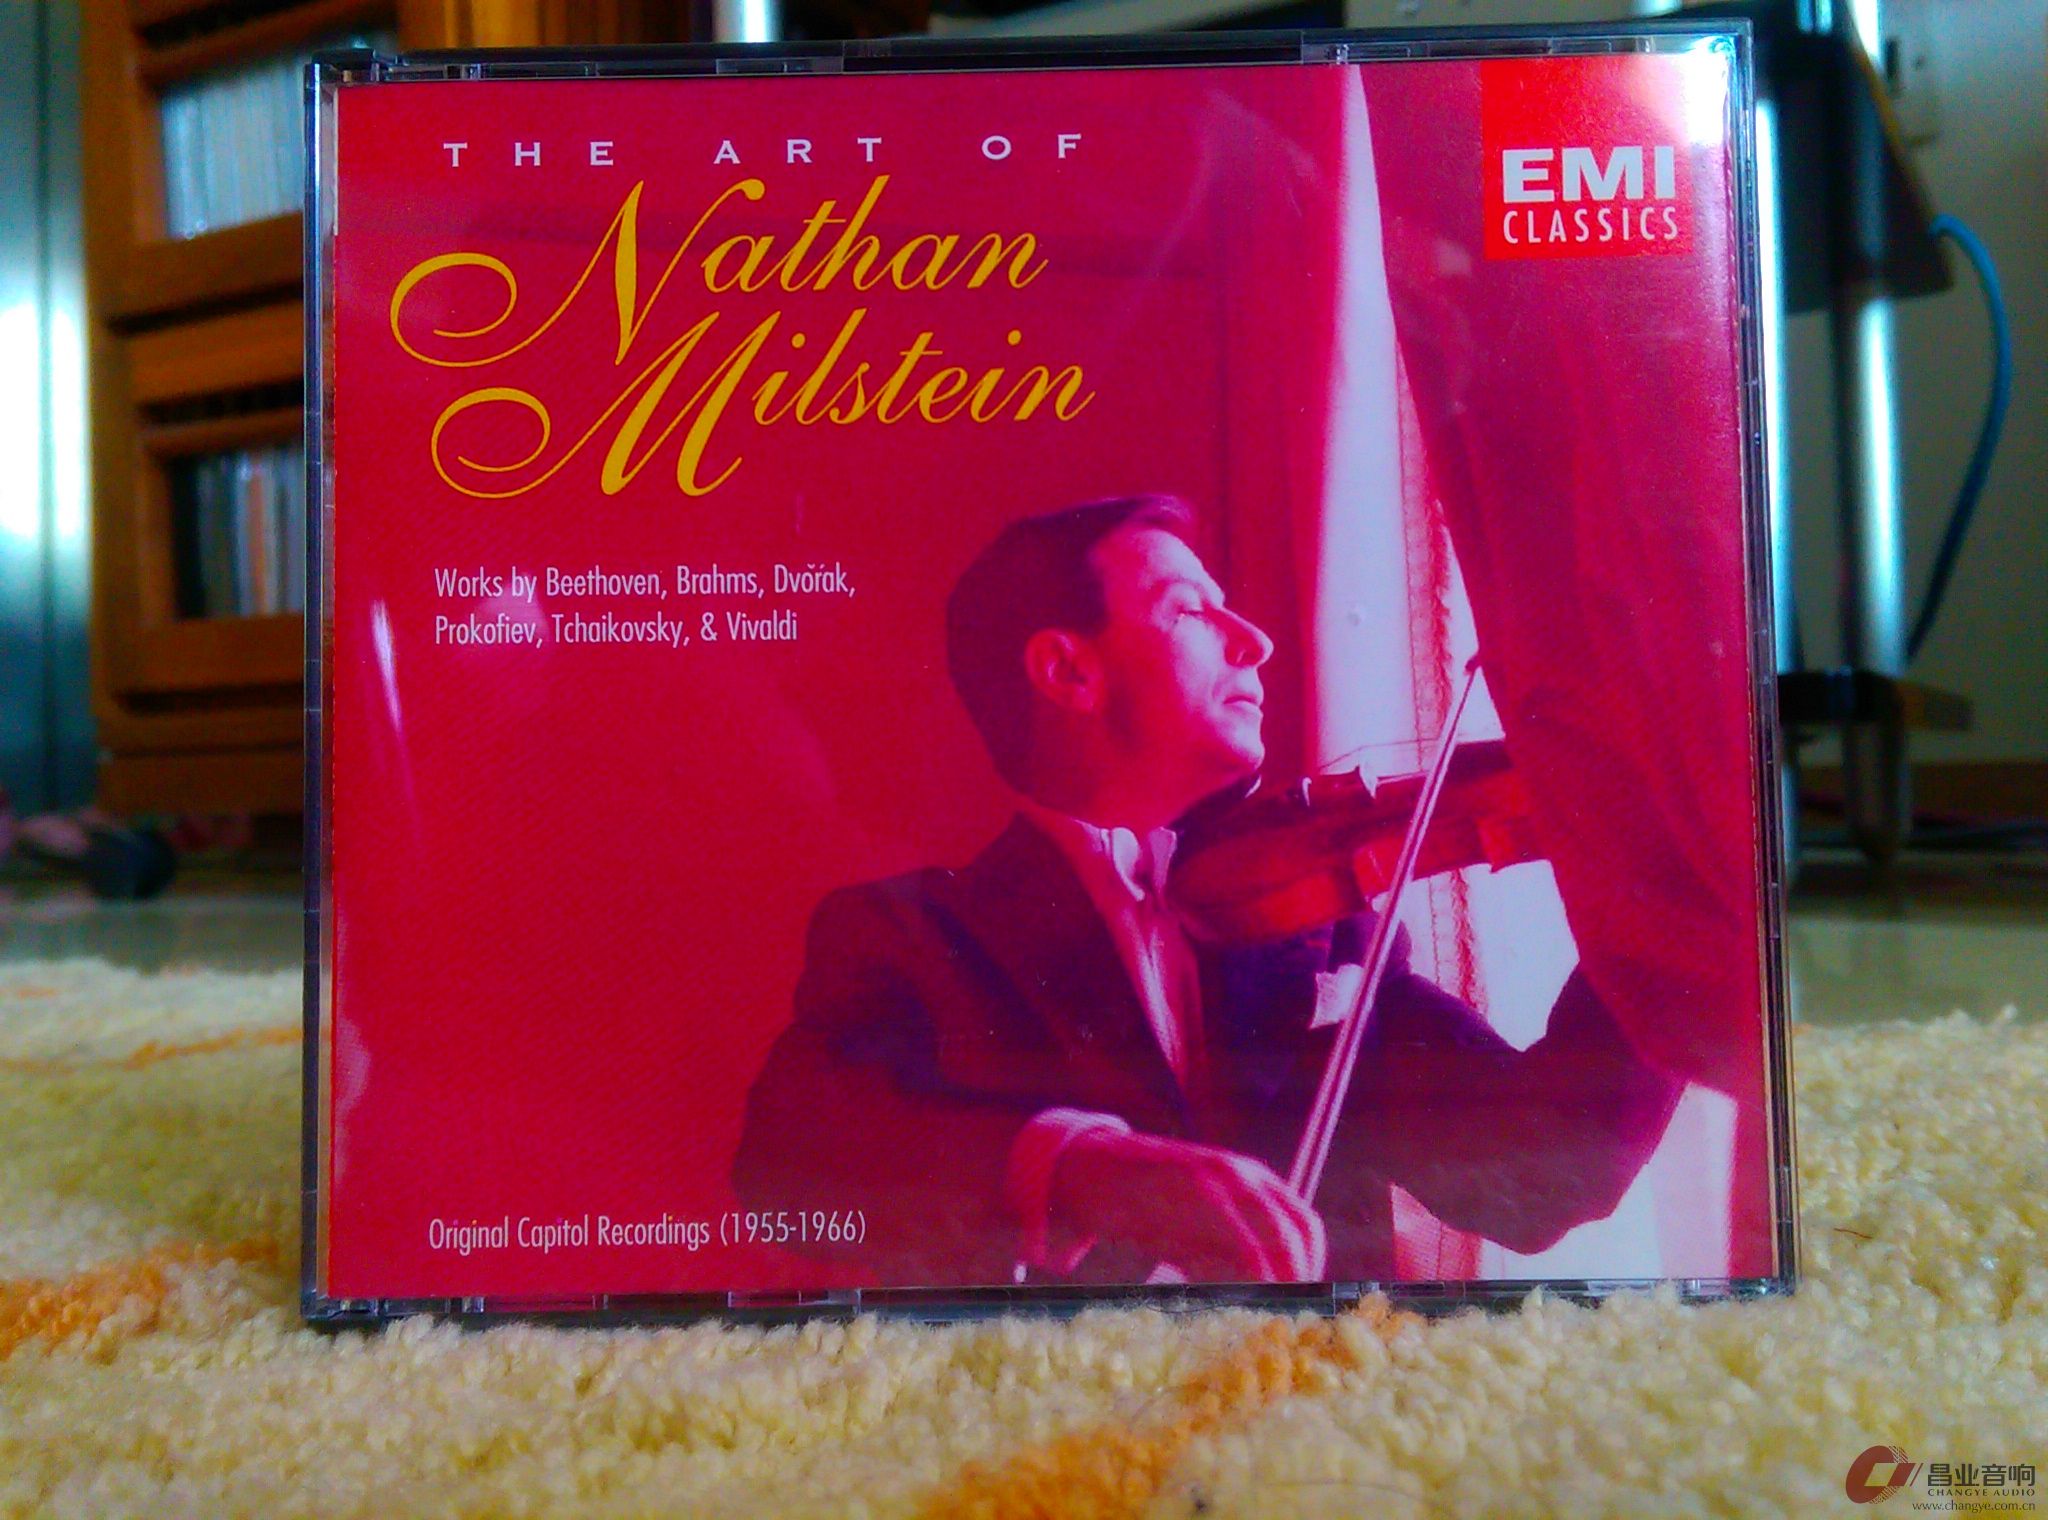 THE ART OF
Nathan
Milstein
EMI
CLASSICS
Works by Beethoven, Brahms, Dvŏŕak,
Prokofiev, Tchaikovsky, & Vivaldi
Original Capitol Recordings (1955-1966)
昌业音响
CHANGYE AUDIO
www.changye.com.cn